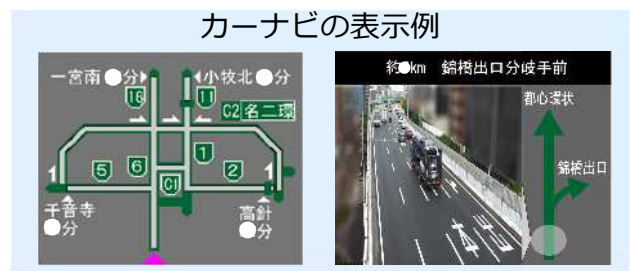 カーナビの表示例
一宮南●分
小牧北●分
16
11
C2名二環
1
5
6
1
2
1
C1
千音寺
●分
高針
●分
約●km 錦橋出口分岐手前
都心環状
錦橋出口